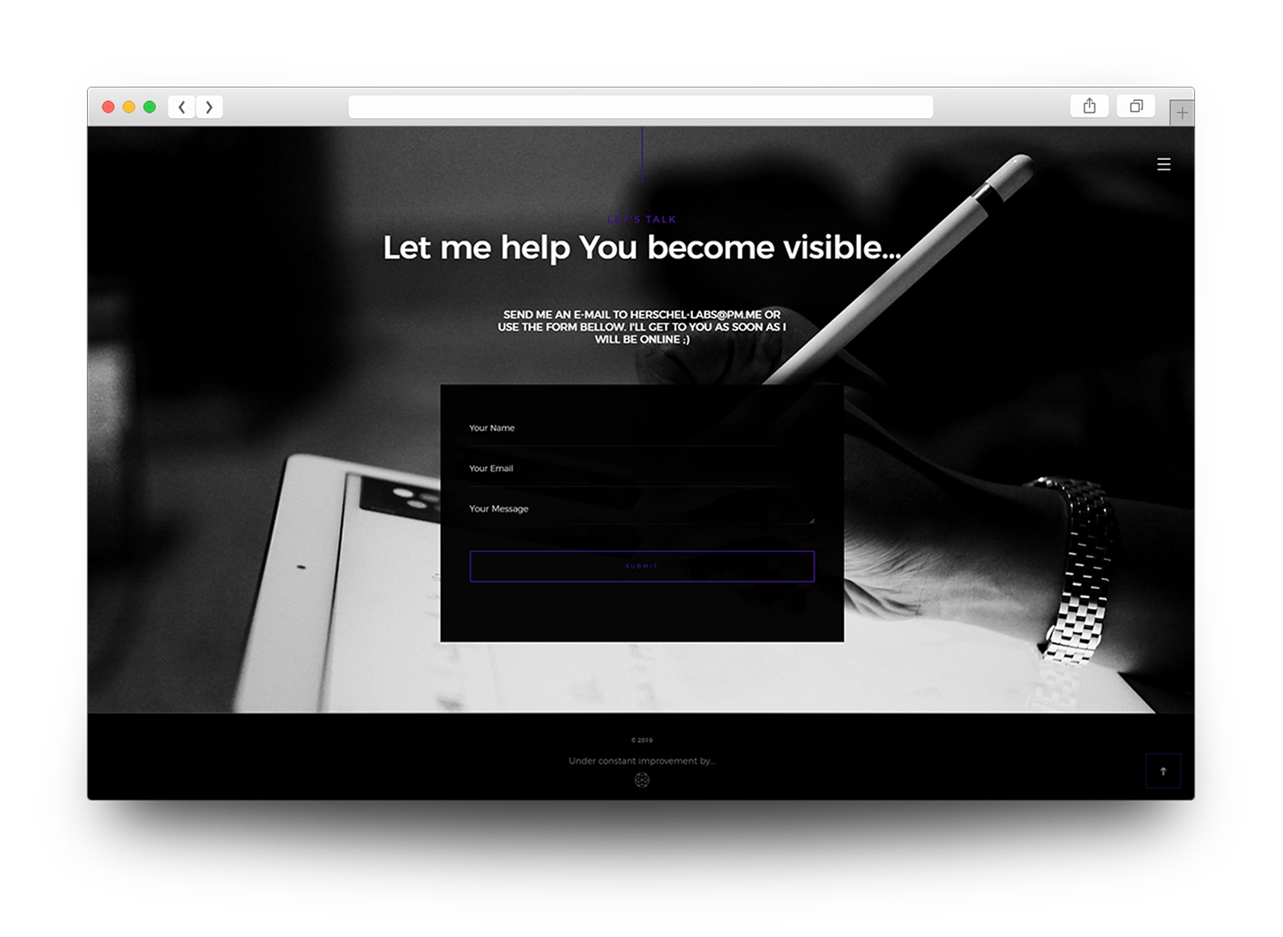 LET'S TALK
Let me help You become visible...
SEND ME AN E-MAIL TO HERSCHEL-LABS@PM.ME OR
USE THE FORM BELLOW. I'LL GET TO YOU AS SOON AS I
WILL BE ONLINE ;)
Your Name
Your Email
Your Message
SUBMIT
© 2019
Under constant improvement by...